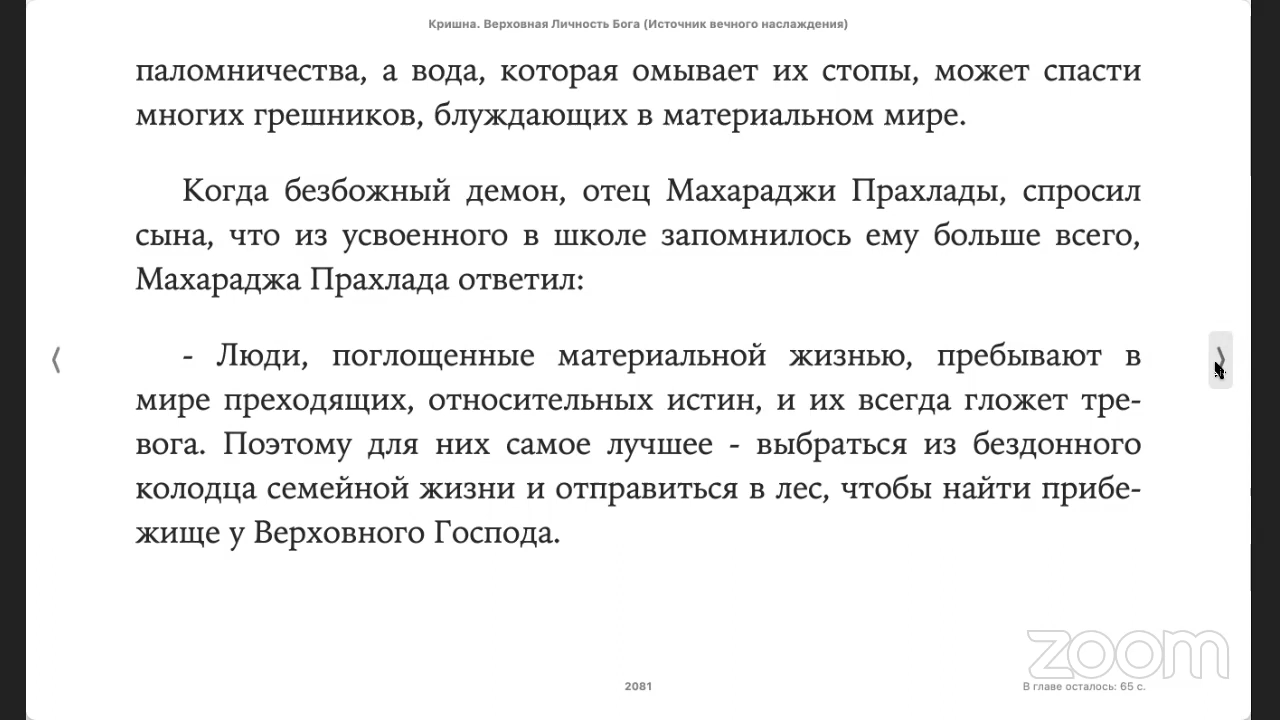 Кришна. Верховная Личность Бога (Источник вечного наслаждения)
паломничества, а вода, которая омывает их стопы, может спасти
многих грешников, блуждающих в материальном мире.
Когда безбожный демон, отец Махараджи Прахлады, спросил
сына, что из усвоенного в школе запомнилось ему больше всего,
Махараджа Прахлада ответил:
- Люди, поглощенные материальной жизнью, пребывают в
мире преходящих, относительных истин, и их всегда гложет тре-
вога. Поэтому для них самое лучшее - выбраться из бездонного
колодца семейной жизни и отправиться в лес, чтобы найти прибе-
жище у Верховного Господа.
zoom
2081
В главе осталось: 65 с.